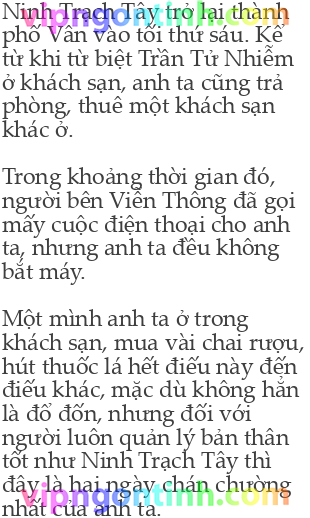 Ninh Trạch Tây trở lại thành
vipngontinh.com
phố Vân vào tối thứ sáu. Kể
từ khi từ biệt Trần Tử Nhiễm
ở khách sạn, anh ta cũng trả
phòng, thuê một khách sạn
khác ở.
Trong khoảng thời gian đó,
người bên Viễn Thông đã gọi
mấy cuộc điện thoại cho anh
ta, nhưng anh ta đều không
bắt máy.
Một mình anh ta ở trong
khách sạn, mua vài chai rượu,
hút thuốc lá hết điếu này đến
điếu khác, mặc dù không hẳn
là đổ đốn, nhưng đối với
người luôn quản lý bản thân
tốt như Ninh Trạch Tây thì
đây là hai ngày chán chường
vipngontinh.com
nhất của anh ta.